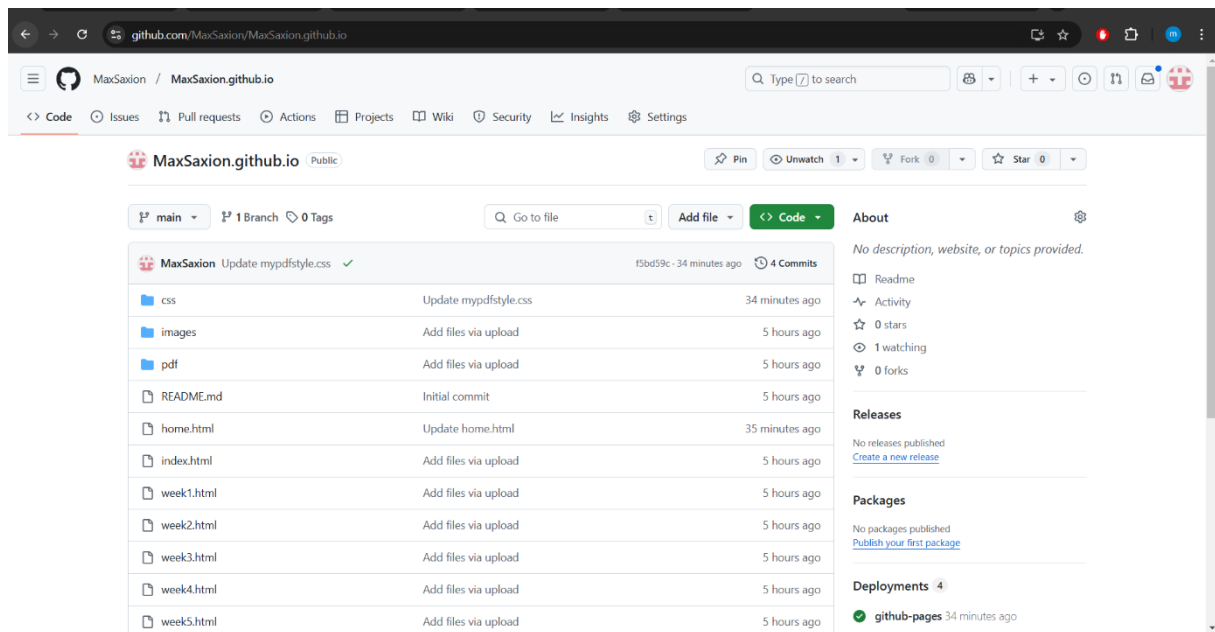 github.com/MaxSaxion/MaxSaxion.github.io
m
MaxSaxion / MaxSaxion.github.io
Type / to search
Code Issues Pull requests Actions Projects Wiki Security Insights Settings
MaxSaxion.github.io Public
Pin Unwatch 1 Fork 0 Star 0
main 1 Branch 0 Tags
Go to file t
Add file Code
About
MaxSaxion Update mypdfstyle.css f5bd59c · 34 minutes ago 4 Commits
No description, website, or topics provided.
css Update mypdfstyle.css 34 minutes ago
images Add files via upload 5 hours ago
pdf Add files via upload 5 hours ago
README.md Initial commit 5 hours ago
home.html Update home.html 35 minutes ago
index.html Add files via upload 5 hours ago
week1.html Add files via upload 5 hours ago
week2.html Add files via upload 5 hours ago
week3.html Add files via upload 5 hours ago
week4.html Add files via upload 5 hours ago
week5.html Add files via upload 5 hours ago
Readme
Activity
0 stars
1 watching
0 forks
Releases
No releases published
Create a new release
Packages
No packages published
Publish your first package
Deployments 4
github-pages 34 minutes ago